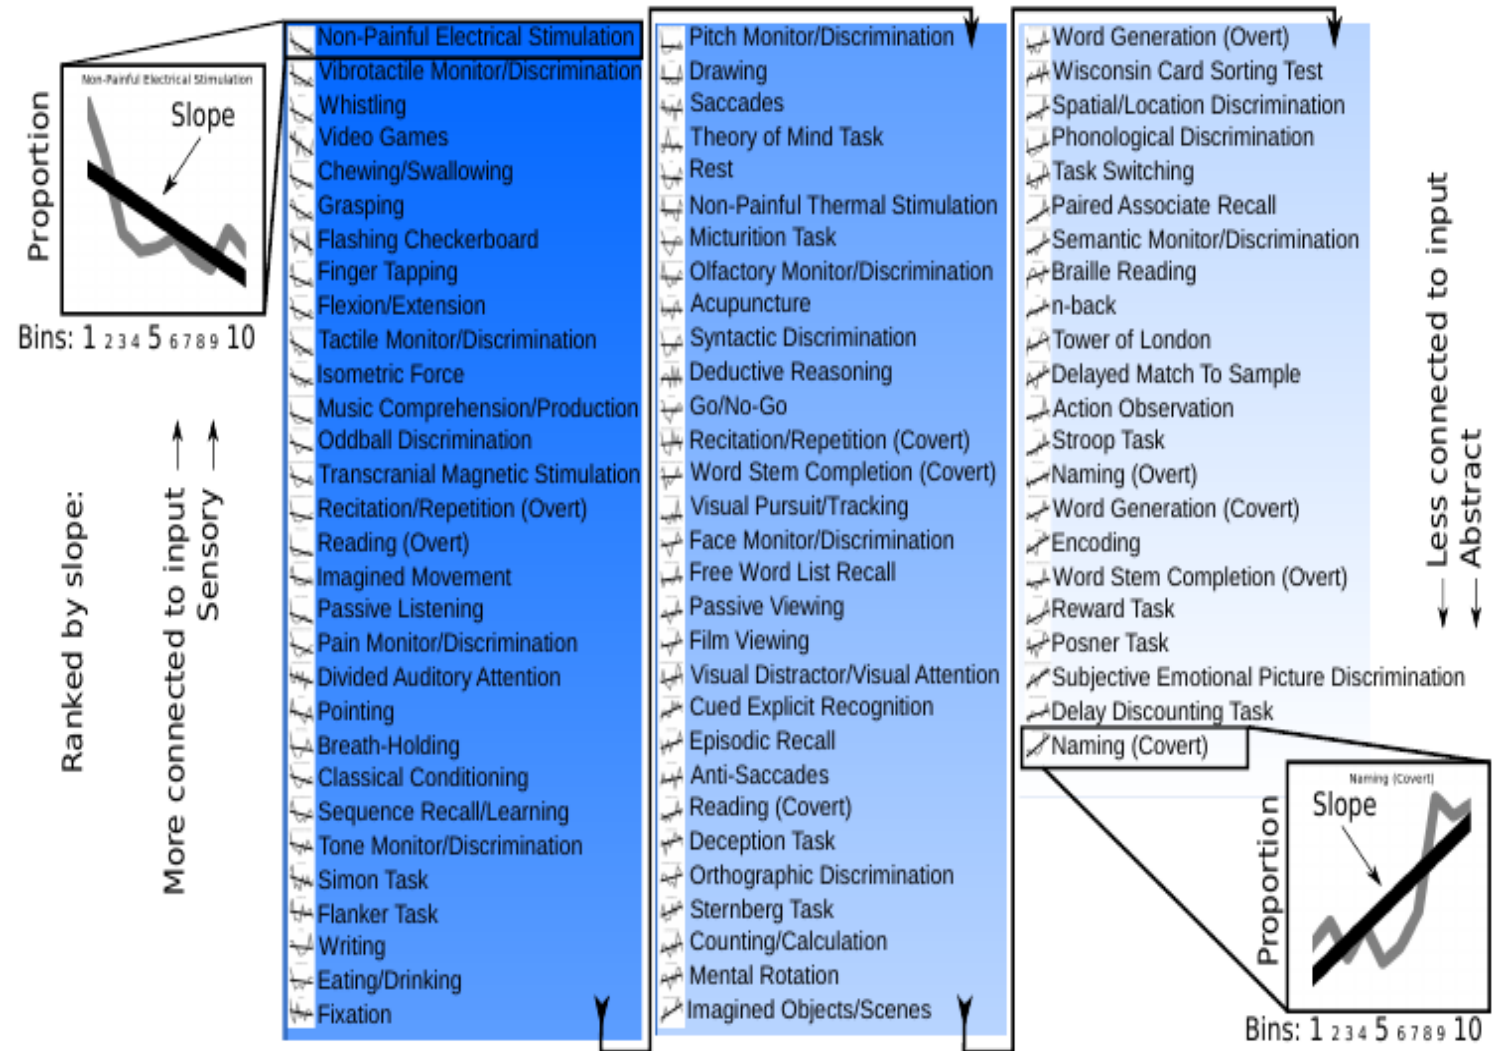 Non-Painful Electrical Stimulation
Slope
Proportion
Bins: 1 2 3 4 5 6 7 8 9 10
Ranked by slope:
More connected to input
Sensory
Non-Painful Electrical Stimulation
Vibrotactile Monitor/Discrimination
Whistling
Video Games
Chewing/Swallowing
Grasping
Flashing Checkerboard
Finger Tapping
Flexion/Extension
Tactile Monitor/Discrimination
Isometric Force
Music Comprehension/Production
Oddball Discrimination
Transcranial Magnetic Stimulation
Recitation/Repetition (Overt)
Reading (Overt)
Imagined Movement
Passive Listening
Pain Monitor/Discrimination
Divided Auditory Attention
Pointing
Breath-Holding
Classical Conditioning
Sequence Recall/Learning
Tone Monitor/Discrimination
Simon Task
Flanker Task
Writing
Eating/Drinking
Fixation
Pitch Monitor/Discrimination
Drawing
Saccades
Theory of Mind Task
Rest
Non-Painful Thermal Stimulation
Micturition Task
Olfactory Monitor/Discrimination
Acupuncture
Syntactic Discrimination
Deductive Reasoning
Go/No-Go
Recitation/Repetition (Covert)
Word Stem Completion (Covert)
Visual Pursuit/Tracking
Face Monitor/Discrimination
Free Word List Recall
Passive Viewing
Film Viewing
Visual Distractor/Visual Attention
Cued Explicit Recognition
Episodic Recall
Anti-Saccades
Reading (Covert)
Deception Task
Orthographic Discrimination
Sternberg Task
Counting/Calculation
Mental Rotation
Imagined Objects/Scenes
Word Generation (Overt)
Wisconsin Card Sorting Test
Spatial/Location Discrimination
Phonological Discrimination
Task Switching
Paired Associate Recall
Semantic Monitor/Discrimination
Braille Reading
n-back
Tower of London
Delayed Match To Sample
Action Observation
Stroop Task
Naming (Overt)
Word Generation (Covert)
Encoding
Word Stem Completion (Overt)
Reward Task
Posner Task
Subjective Emotional Picture Discrimination
Delay Discounting Task
Naming (Covert)
Less connected to input
Abstract
Naming (Covert)
Slope
Proportion
Bins: 1 2 3 4 5 6 7 8 9 10